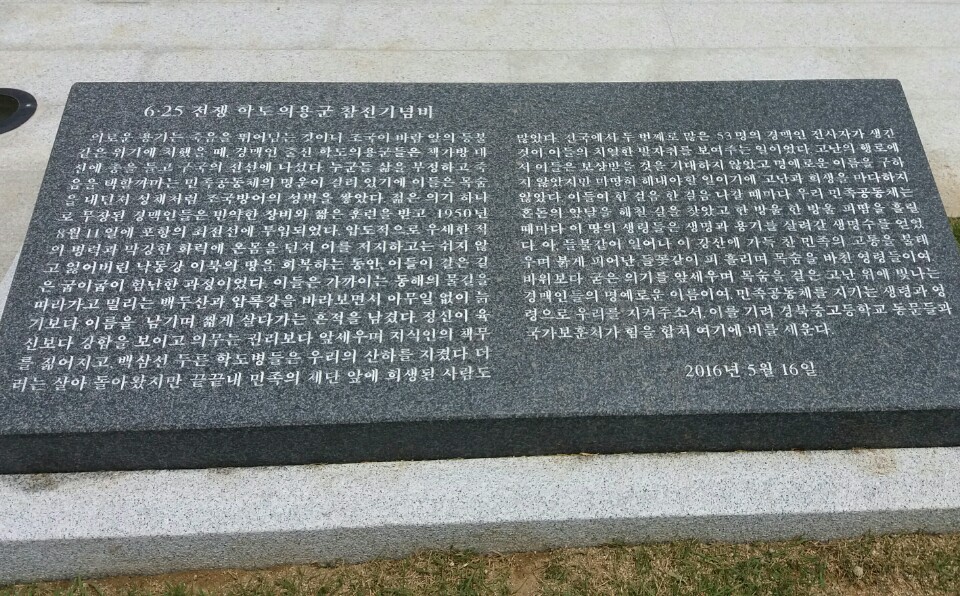 6·25 전쟁 학도의용군 참전기념비
의로운 용기는 죽음을 뛰어넘는 것이니 조국이 바람 앞의 등불
같은 위기에 처했을 때, 경맥인 출신 학도의용군들은 책가방 대
신에 총을 들고 구국의 전선에 나섰다. 누군들 삶을 부정하고 죽
음을 택할까마는 민족공동체의 명운이 걸려 있기에 이들은 목숨
을 내던져 성채처럼 조국방어의 성벽을 쌓았다. 젊은 의기 하나
로 무장된 경맥인들은 빈약한 장비와 짧은 훈련을 받고 1950년
8월 11일에 포항의 최전선에 투입되었다. 압도적으로 우세한 적
의 병력과 막강한 화력에 온몸을 던져 이를 저지하고는 쉬지 않
고 잃어버린 낙동강 이북의 땅을 회복하는 동안, 이들이 걸은 길
은 굽이굽이 험난한 과정이었다. 이들은 가까이는 동해의 물길을
따라가고 멀리는 백두산과 압록강을 바라보면서 아무일 없이 늙
기보다 이름을 남기며 짧게 살다가는 흔적을 남겼다. 정신이 육
신보다 강함을 보이고 의무는 권리보다 앞세우며 지식인의 책무
를 짊어지고, 백삼선 두른 학도병들은 우리의 산하를 지켰다. 더
러는 살아 돌아왔지만 끝끝내 민족의 제단 앞에 희생된 사람도
많았다. 전국에서 두 번째로 많은 53명의 경맥인 전사자가 생긴
것이 이들의 치열한 발자취를 보여주는 일이었다. 고난의 행로에
서 이들은 보상받을 것을 기대하지 않았고 명예로운 이름을 구하
지 않았지만 마땅히 해내야할 일이기에 고난과 희생을 마다하지
않았다. 이들이 한 걸음 한 걸음 나갈 때마다 우리 민족공동체는
혼돈의 앞날을 헤친 길을 찾았고 한 방울 한 방울 피땀을 흘릴
때마다 이 땅의 생령들은 생명과 용기를 살려간 생명수를 얻었
다. 아, 들불같이 일어나 이 강산에 가득 찬 민족의 고통을 불태
우며 붉게 피어난 들꽃같이 피 흘리며 목숨을 바친 영령들이여
바위보다 굳은 의기를 앞세우며 목숨을 걸은 고난 위에 빛나는
경맥인들의 명예로운 이름이여, 민족공동체를 지키는 생령과 영
령으로 우리를 지켜주소서. 이를 기려 경북중고등학교 동문들과
국가보훈처가 힘을 합쳐 여기에 비를 세운다.
2016년 5월 16일